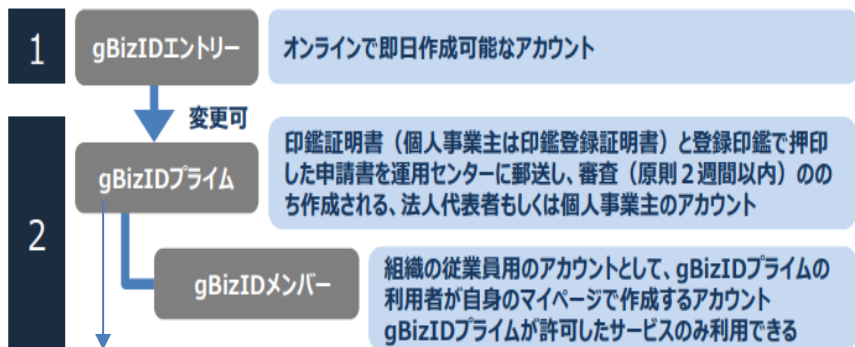 1
gBizIDエントリー
オンラインで即日作成可能なアカウント
変更可
2
gBizIDプライム
印鑑証明書（個人事業主は印鑑登録証明書）と登録印鑑で押印
した申請書を運用センターに郵送し、審査（原則２週間以内）のの
ち作成される、法人代表者もしくは個人事業主のアカウント
gBizIDメンバー
組織の従業員用のアカウントとして、gBizIDプライムの
利用者が自身のマイページで作成するアカウント
gBizIDプライムが許可したサービスのみ利用できる